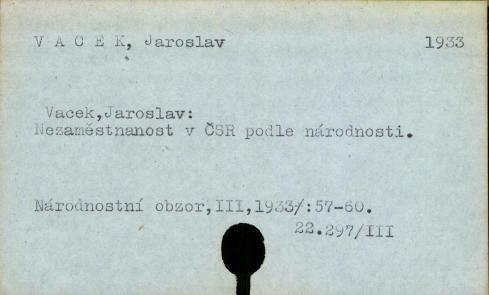 V A C E K, Jaroslav 1933
Vacek,Jaroslav:
Nezaměstnanost v ČSR podle národnosti.
Národnostní obzor,III,1933/:57-60.
22.297/III